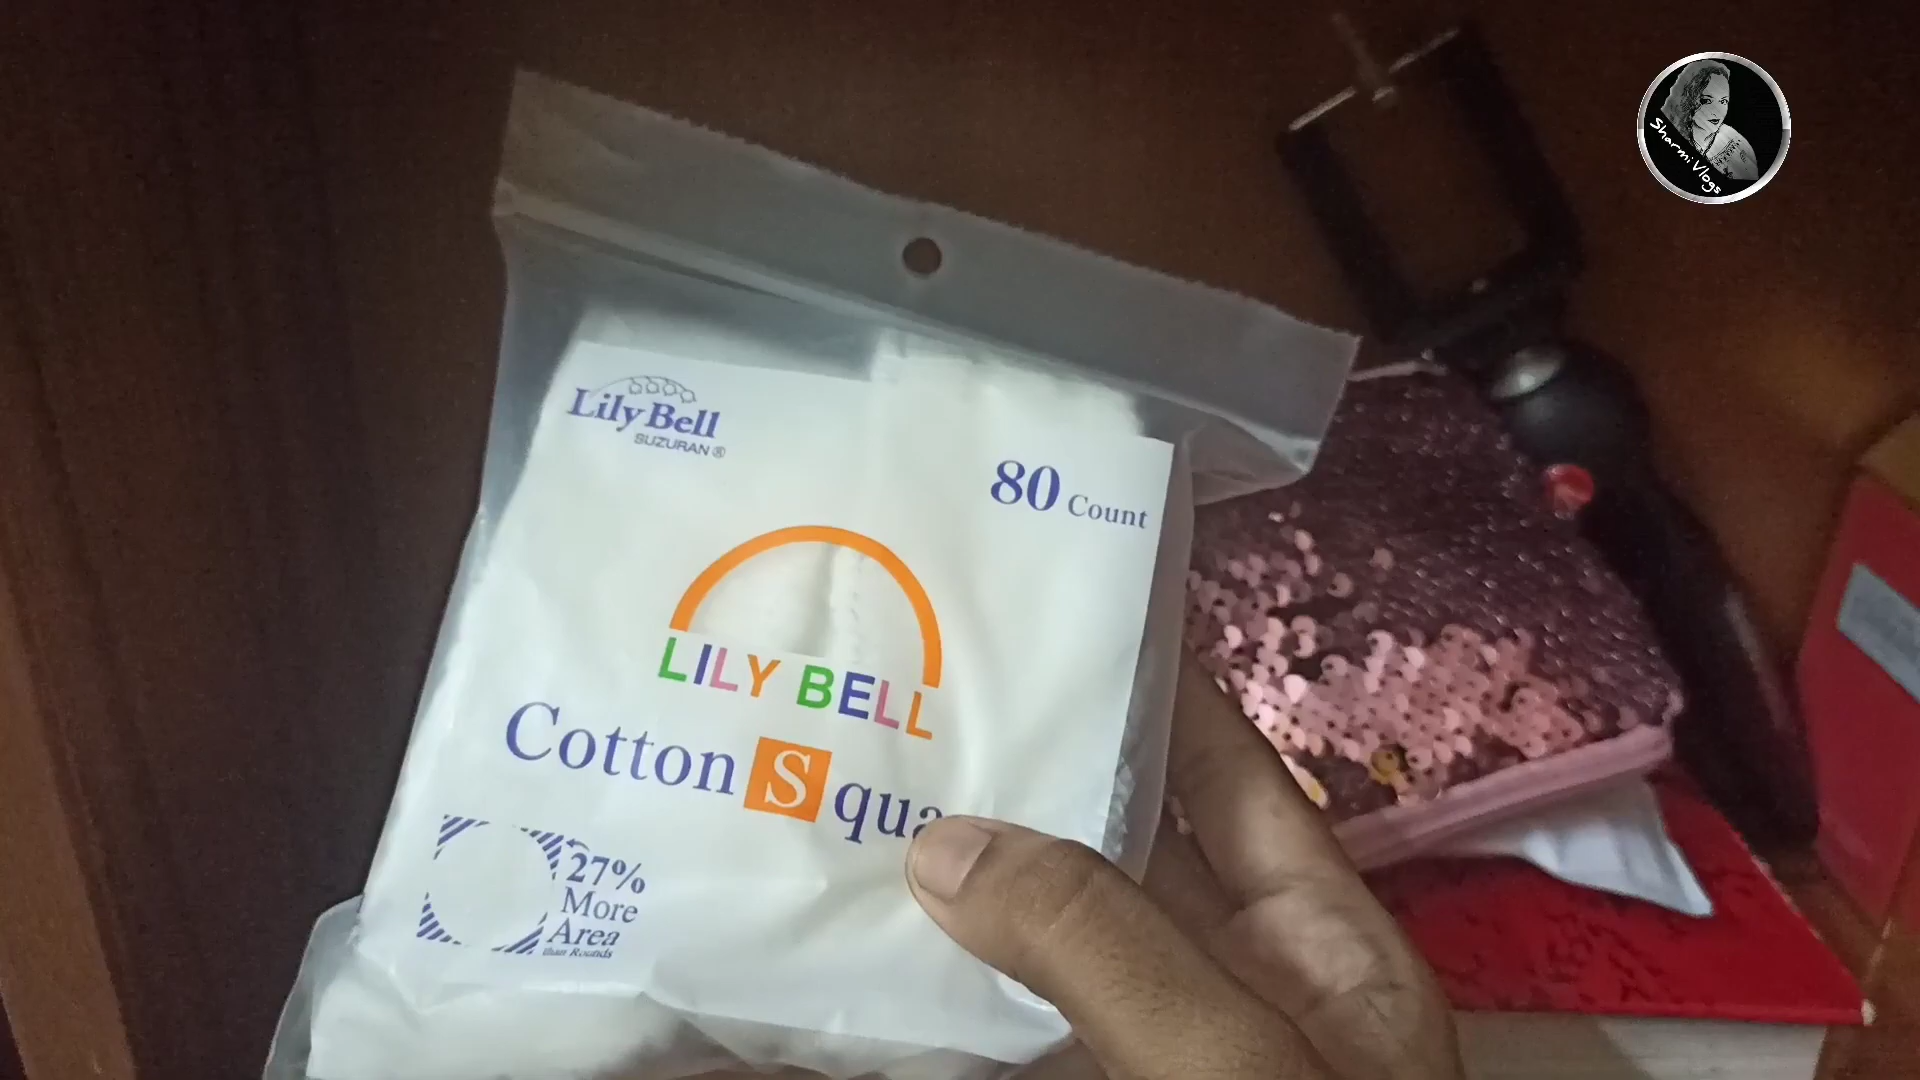 Sharmi Vlogs
Lily Bell
SUZURAN ®
80 Count
LILY BELL
Cotton Squa
27%
More
Area
than Rounds